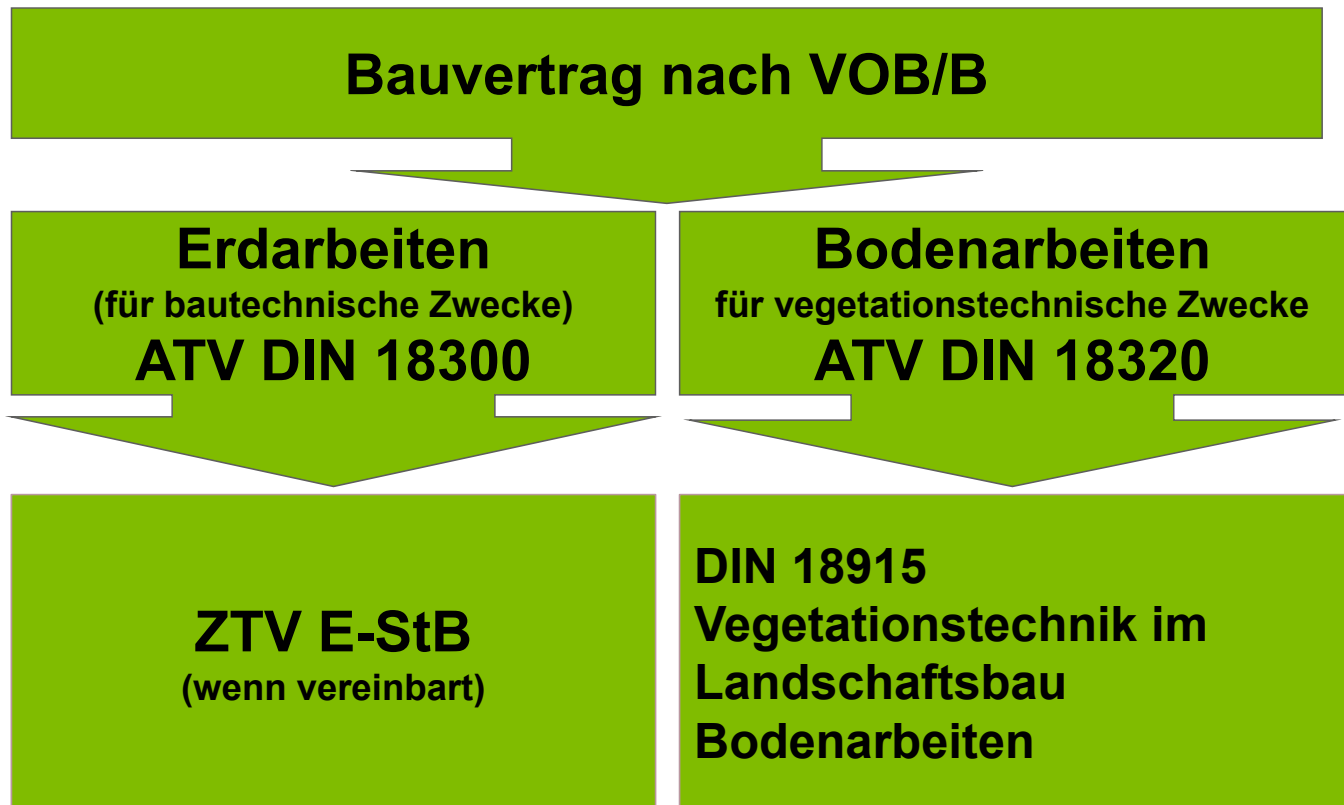 Bauvertrag nach VOB/B
Erdarbeiten
(für bautechnische Zwecke)
ATV DIN 18300
Bodenarbeiten
für vegetationstechnische Zwecke
ATV DIN 18320
ZTV E-StB
(wenn vereinbart)
DIN 18915
Vegetationstechnik im
Landschaftsbau
Bodenarbeiten